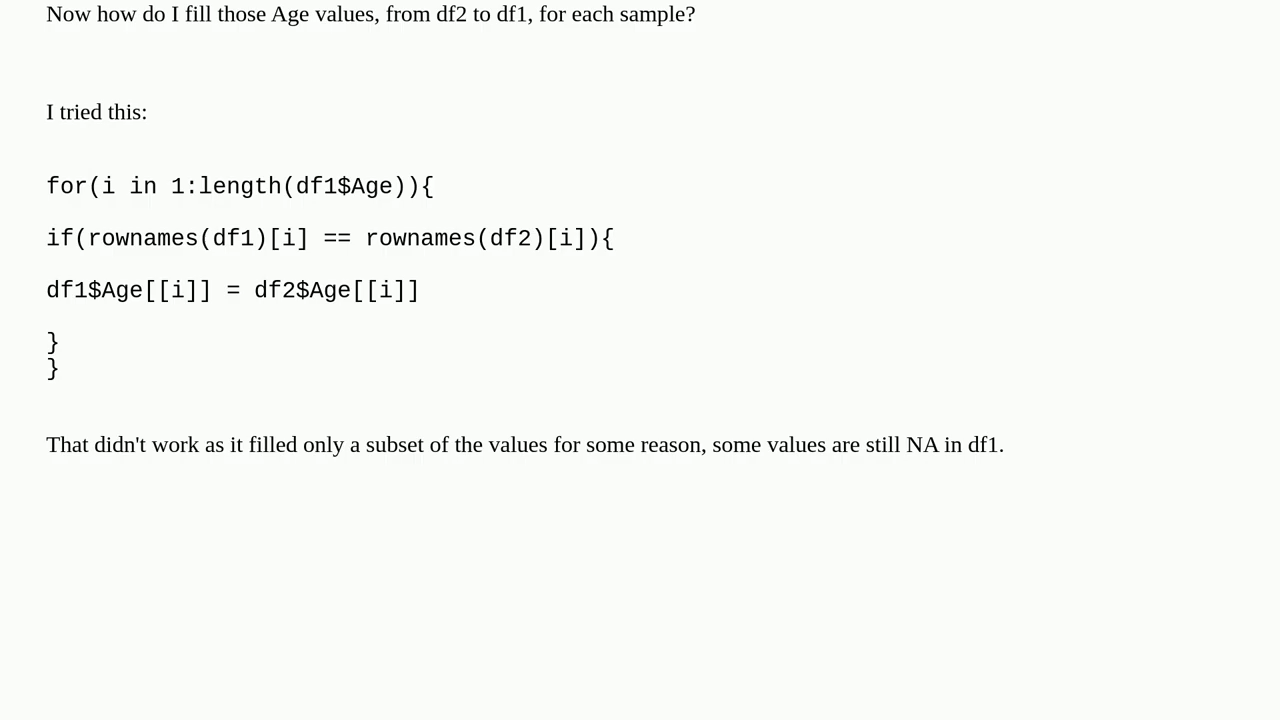 Now how do I fill those Age values, from df2 to df1, for each sample?
I tried this:
for(i in 1:length(df1$Age)){
if(rownames(df1)[i] == rownames(df2)[i]){
df1$Age[[i]] = df2$Age[[i]]
}
}
That didn't work as it filled only a subset of the values for some reason, some values are still NA in df1.